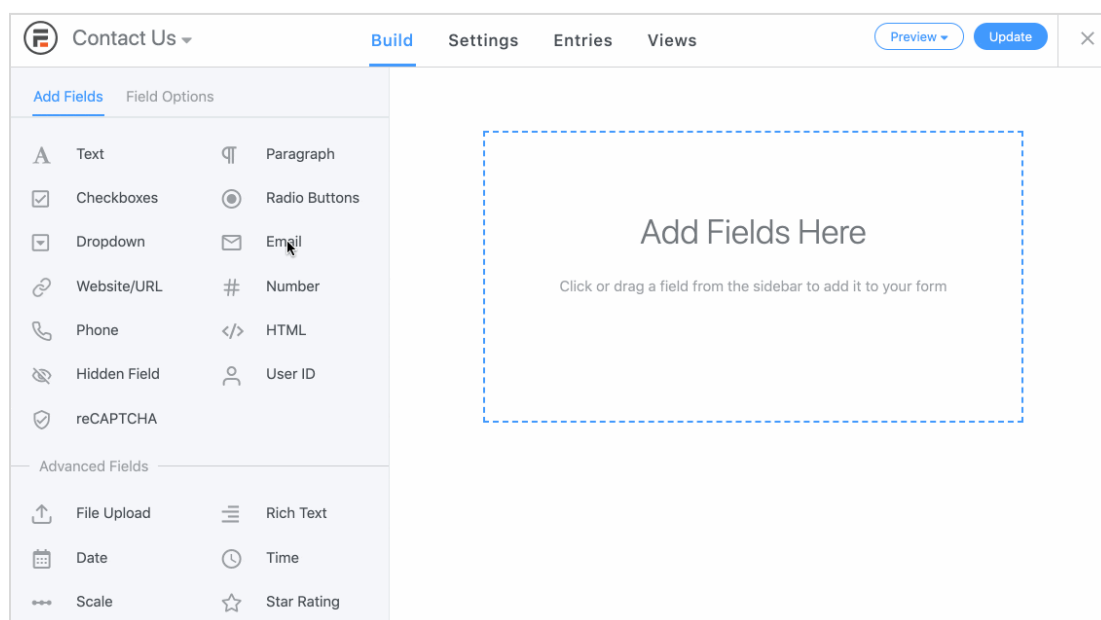 Contact Us
Build Settings Entries Views
Preview Update
Add Fields Field Options
Text Paragraph
Checkboxes Radio Buttons
Dropdown Email
Website/URL Number
Phone HTML
Hidden Field User ID
reCAPTCHA
Advanced Fields
File Upload Rich Text
Date Time
Scale Star Rating
Add Fields Here
Click or drag a field from the sidebar to add it to your form